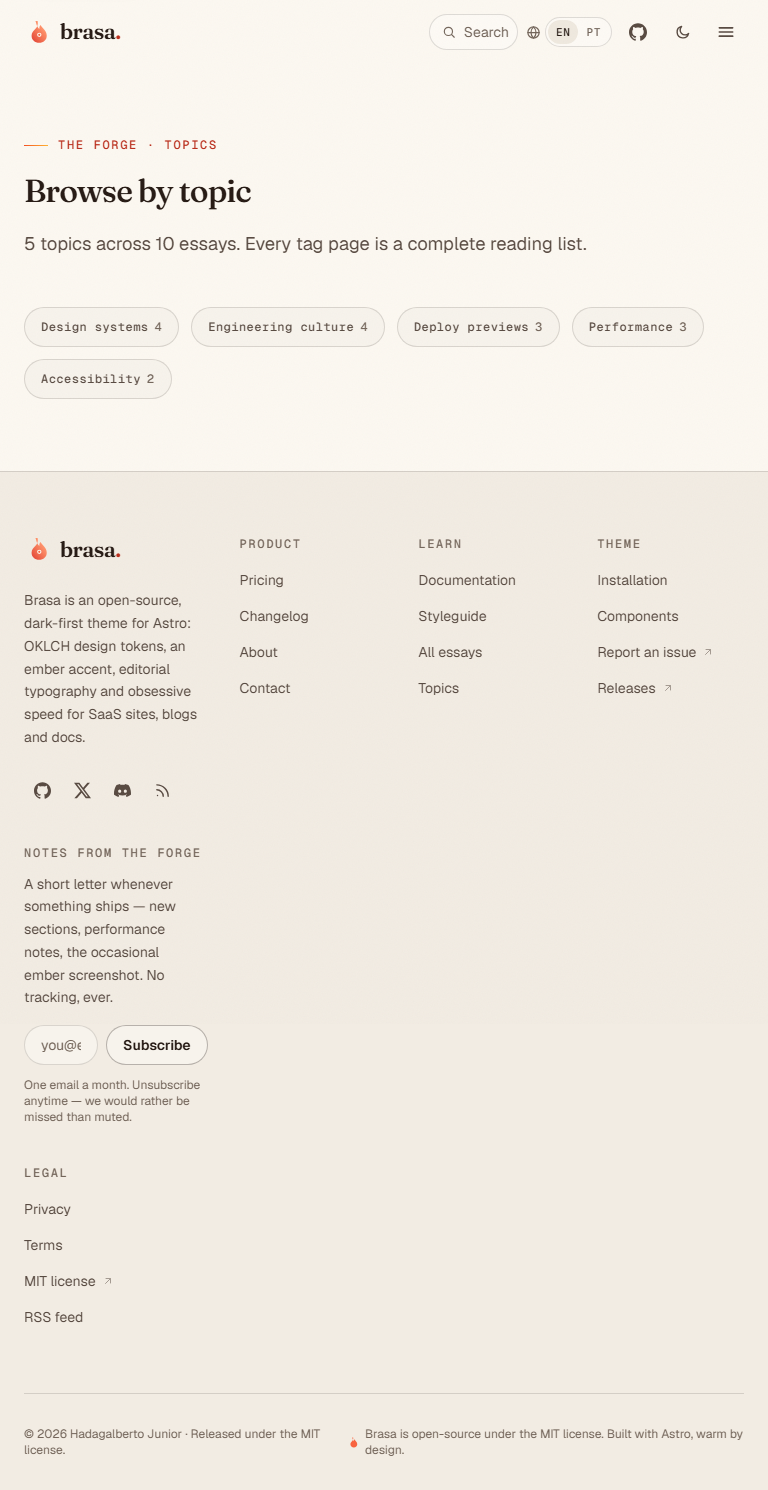 brasa.
Search
EN
PT
THE FORGE · TOPICS
Browse by topic
5 topics across 10 essays. Every tag page is a complete reading list.
Design systems 4
Engineering culture 4
Deploy previews 3
Performance 3
Accessibility 2
brasa.
Brasa is an open-source,
dark-first theme for Astro:
OKLCH design tokens, an
ember accent, editorial
typography and obsessive
speed for SaaS sites, blogs
and docs.
NOTES FROM THE FORGE
A short letter whenever
something ships — new
sections, performance
notes, the occasional
ember screenshot. No
tracking, ever.
you@e
Subscribe
One email a month. Unsubscribe
anytime — we would rather be
missed than muted.
PRODUCT
Pricing
Changelog
About
Contact
LEARN
Documentation
Styleguide
All essays
Topics
THEME
Installation
Components
Report an issue
Releases
LEGAL
Privacy
Terms
MIT license
RSS feed
© 2026 Hadagalberto Junior · Released under the MIT
license.
Brasa is open-source under the MIT license. Built with Astro, warm by
design.